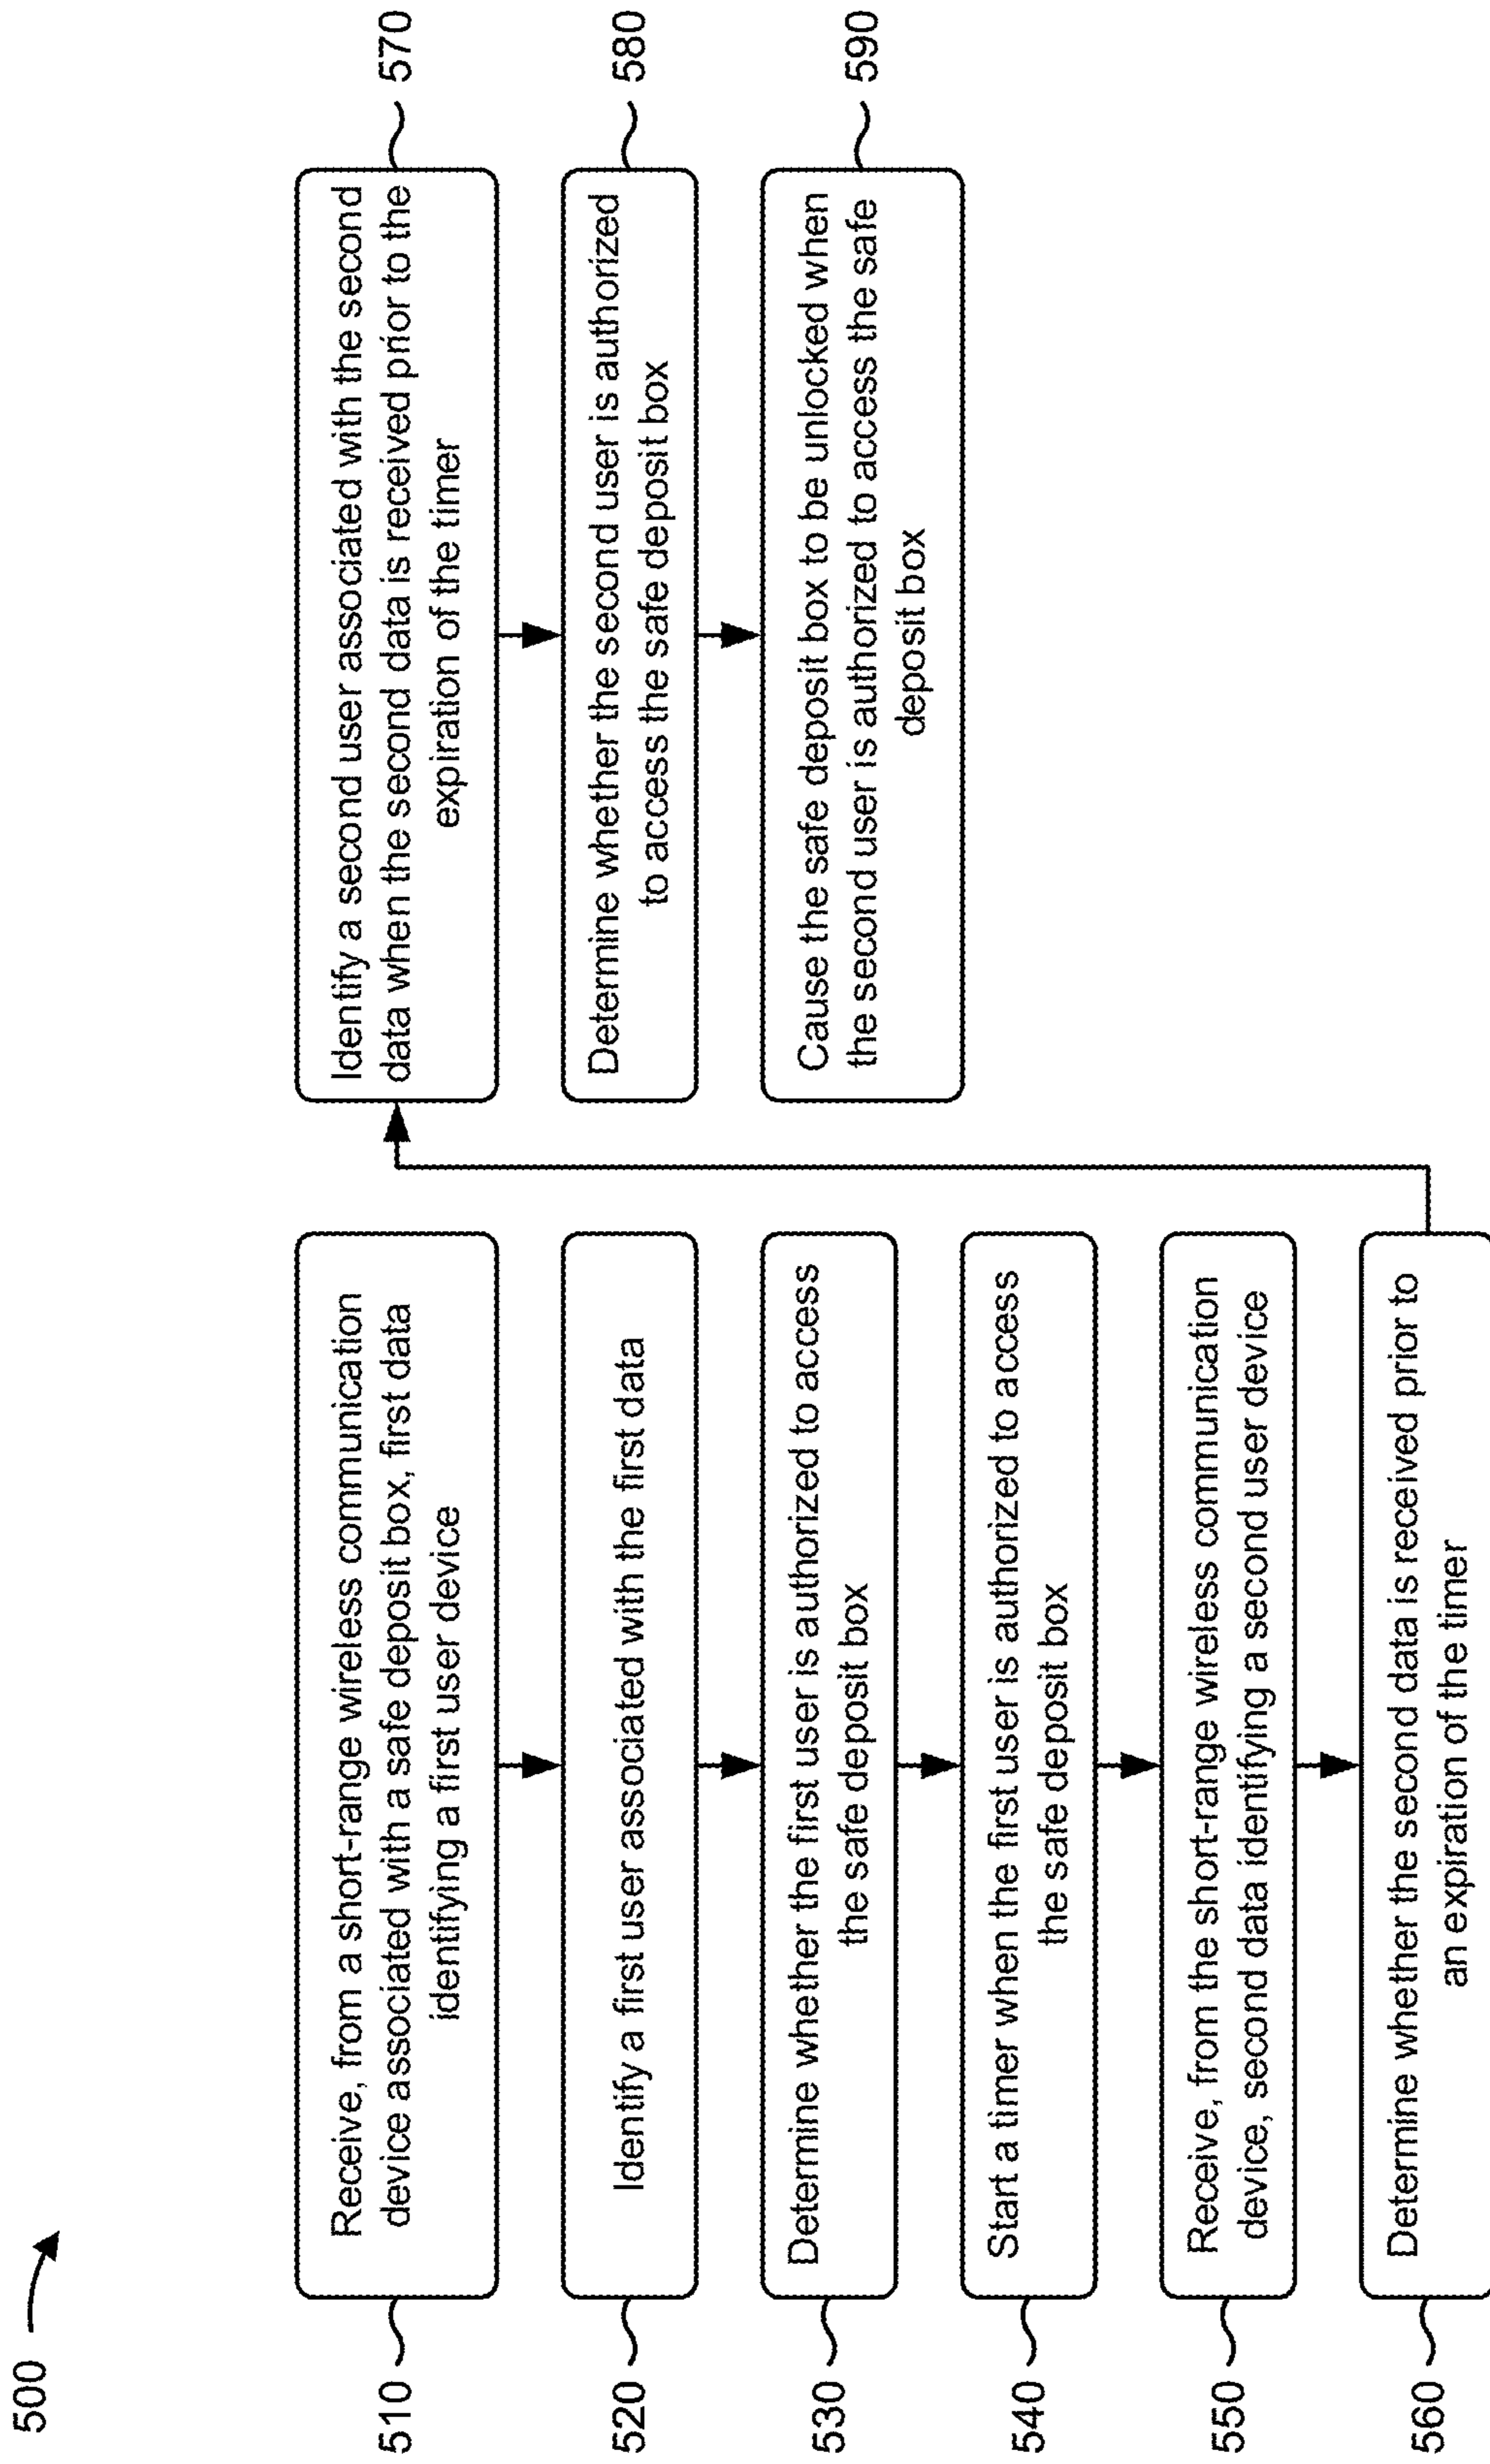 500
510
Receive, from a short-range wireless communication
device associated with a safe deposit box, first data
identifying a first user device
520
Identify a first user associated with the first data
530
Determine whether the first user is authorized to access
the safe deposit box
540
Start a timer when the first user is authorized to access
the safe deposit box
550
Receive, from the short-range wireless communication
device, second data identifying a second user device
560
Determine whether the second data is received prior to
an expiration of the timer
570
Identify a second user associated with the second
data when the second data is received prior to the
expiration of the timer
580
Determine whether the second user is authorized
to access the safe deposit box
590
Cause the safe deposit box to be unlocked when
the second user is authorized to access the safe
deposit box